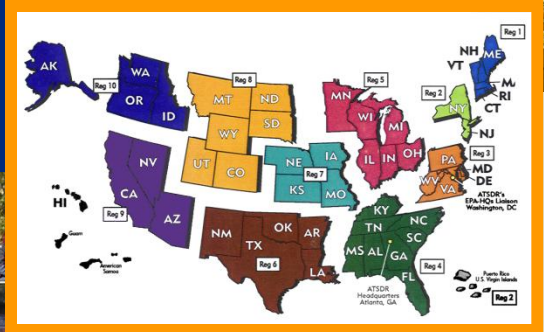 Reg 1
NH
ME
VT
MA
RI
CT
AK
WA
Reg 10
OR
ID
Reg 8
MT
ND
SD
WY
UT
CO
Reg 5
MN
WI
MI
IL
IN
OH
Reg 2
NY
NJ
Reg 3
PA
MD
DE
WV
VA
ATSDR's
EPA-HQs Liaison
Washington, DC
NE
IA
Reg 7
KS
MO
NV
CA
Reg 9
AZ
HI
Guam
American
Samoa
NM
OK
AR
TX
Reg 6
LA
KY
TN
NC
SC
MS
AL
GA
Reg 4
FL
ATSDR
Headquarters
Atlanta, GA
Puerto Rico
U.S. Virgin Islands
Reg 2